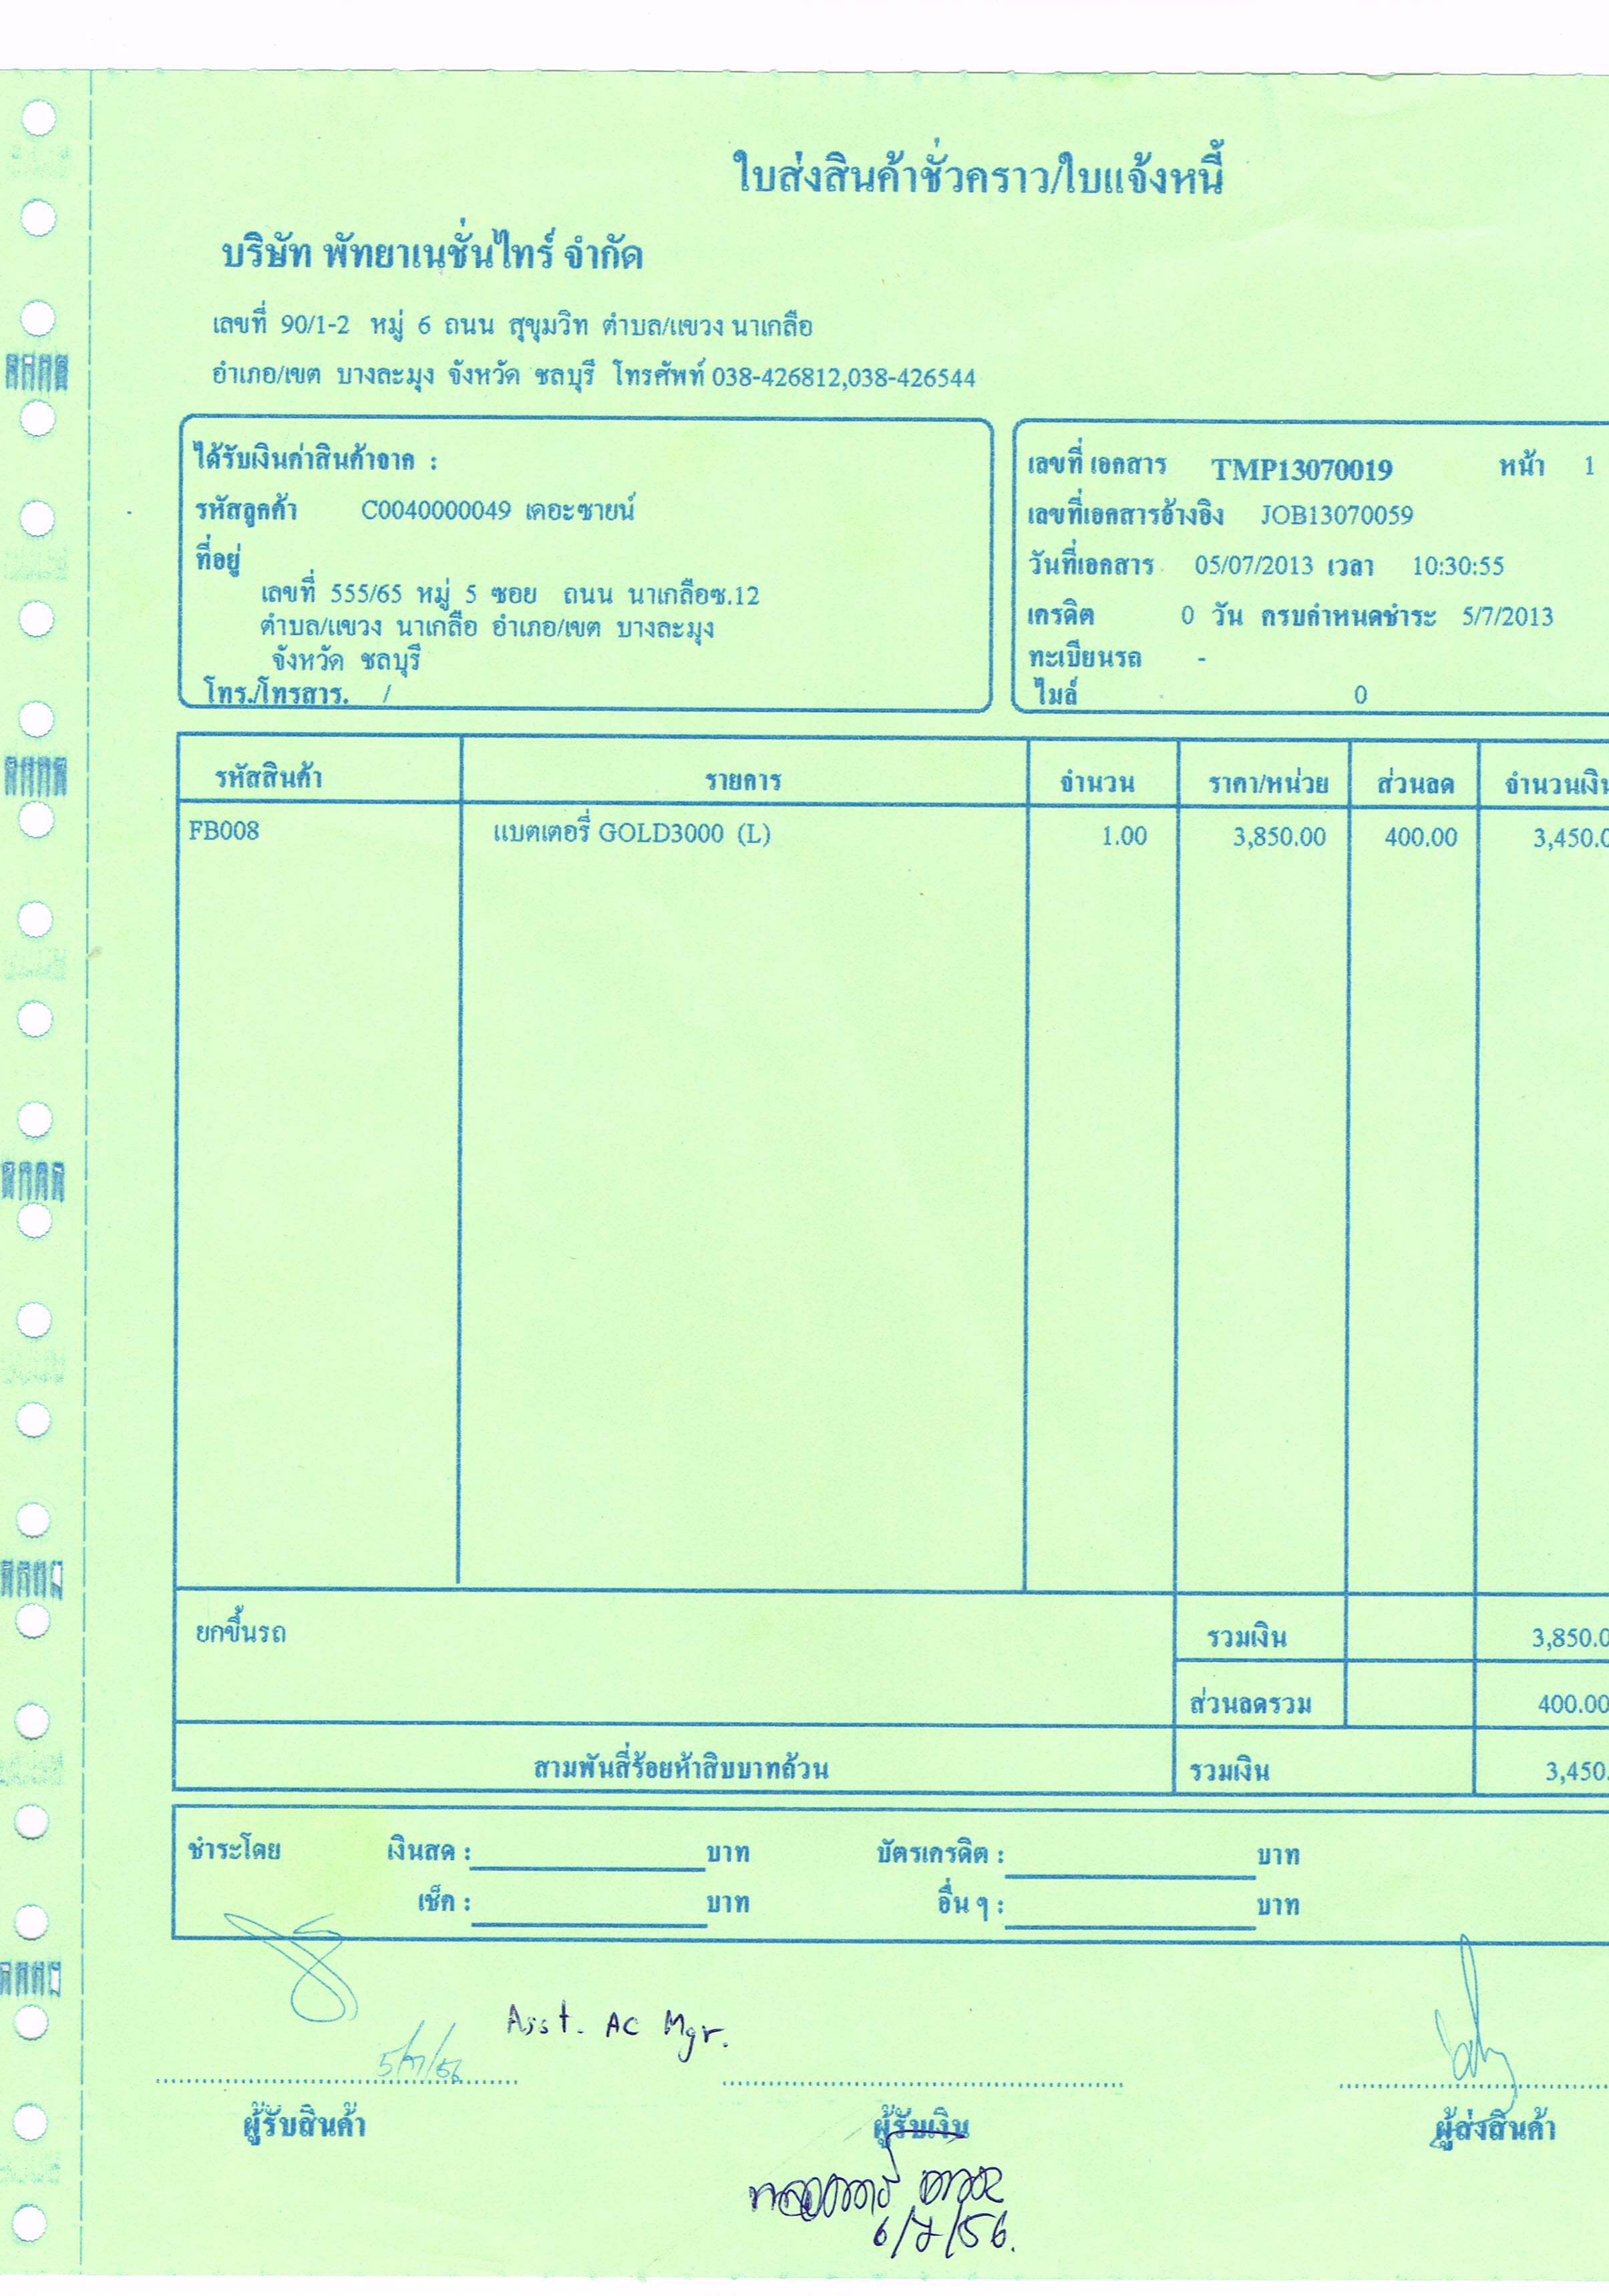 ใบส่งสินค้าชั่วคราว/ใบแจ้งหนี้
บริษัท พัทยาเนชั่นไทร์ จำกัด
เลขที่ 90/1-2 หมู่ 6 ถนน สุขุมวิท ตำบล/แขวง นาเกลือ
อำเภอ/เขต บางละมุง จังหวัด ชลบุรี โทรศัพท์ 038-426812,038-426544
ได้รับเงินค่าสินค้าจาก :
รหัสลูกค้า C0040000049 เดอะซายน์
ที่อยู่
เลขที่ 555/65 หมู่ 5 ซอย ถนน นาเกลือซ.12
ตำบล/แขวง นาเกลือ อำเภอ/เขต บางละมุง
จังหวัด ชลบุรี
โทร./โทรสาร. /
เลขที่ เอกสาร TMP13070019 หน้า 1
เลขที่เอกสารอ้างอิง JOB13070059
วันที่เอกสาร 05/07/2013 เวลา 10:30:55
เครดิต 0 วัน ครบกำหนดชำระ 5/7/2013
ทะเบียนรถ -
ไมล์ 0
รหัสสินค้า รายการ จำนวน ราคา/หน่วย ส่วนลด จำนวนเงิน
FB008 แบตเตอรี่ GOLD3000 (L) 1.00 3,850.00 400.00 3,450.0
ยกขึ้นรถ รวมเงิน 3,850.0
ส่วนลดรวม 400.00
สามพันสี่ร้อยห้าสิบบาทถ้วน รวมเงิน 3,450.
ชำระโดย เงินสด : บาท บัตรเครดิต : บาท
เช็ค : บาท อื่น ๆ : บาท
Asst. AC Mgr.
5/7/56
ผู้รับสินค้า ผู้รับเงิน ผู้ส่งสินค้า
6/7/56.